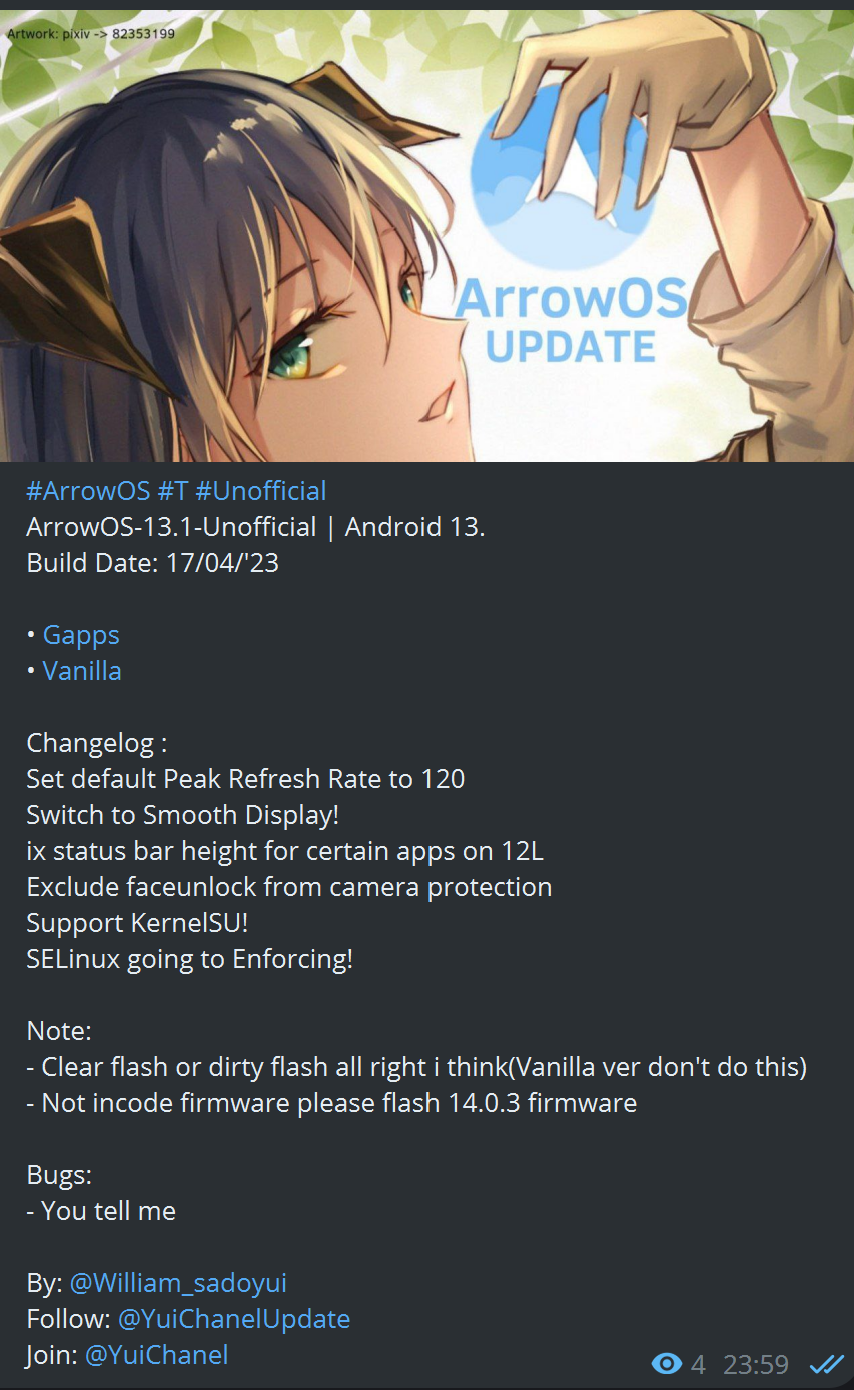 Artwork: pixiv -> 82353199
ArrowOS
UPDATE
#ArrowOS #T #Unofficial
ArrowOS-13.1-Unofficial | Android 13.
Build Date: 17/04/'23
• Gapps
• Vanilla
Changelog :
Set default Peak Refresh Rate to 120
Switch to Smooth Display!
ix status bar height for certain apps on 12L
Exclude faceunlock from camera protection
Support KernelSU!
SELinux going to Enforcing!
Note:
- Clear flash or dirty flash all right i think(Vanilla ver don't do this)
- Not incode firmware please flash 14.0.3 firmware
Bugs:
- You tell me
By: @William_sadoyui
Follow: @YuiChanelUpdate
Join: @YuiChanel
4 23:59